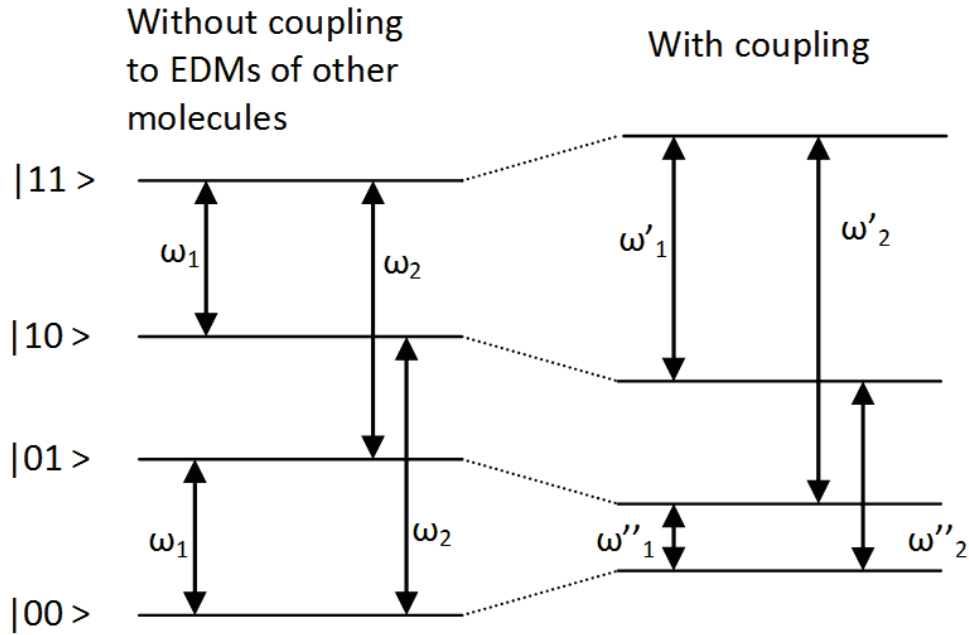 Without coupling
to EDMs of other
molecules
With coupling
|11 >
ω₁
ω₂
ω'₁
ω'₂
|10 >
|01>
ω₁
ω₂
ω''₁
ω''₂
|00 >